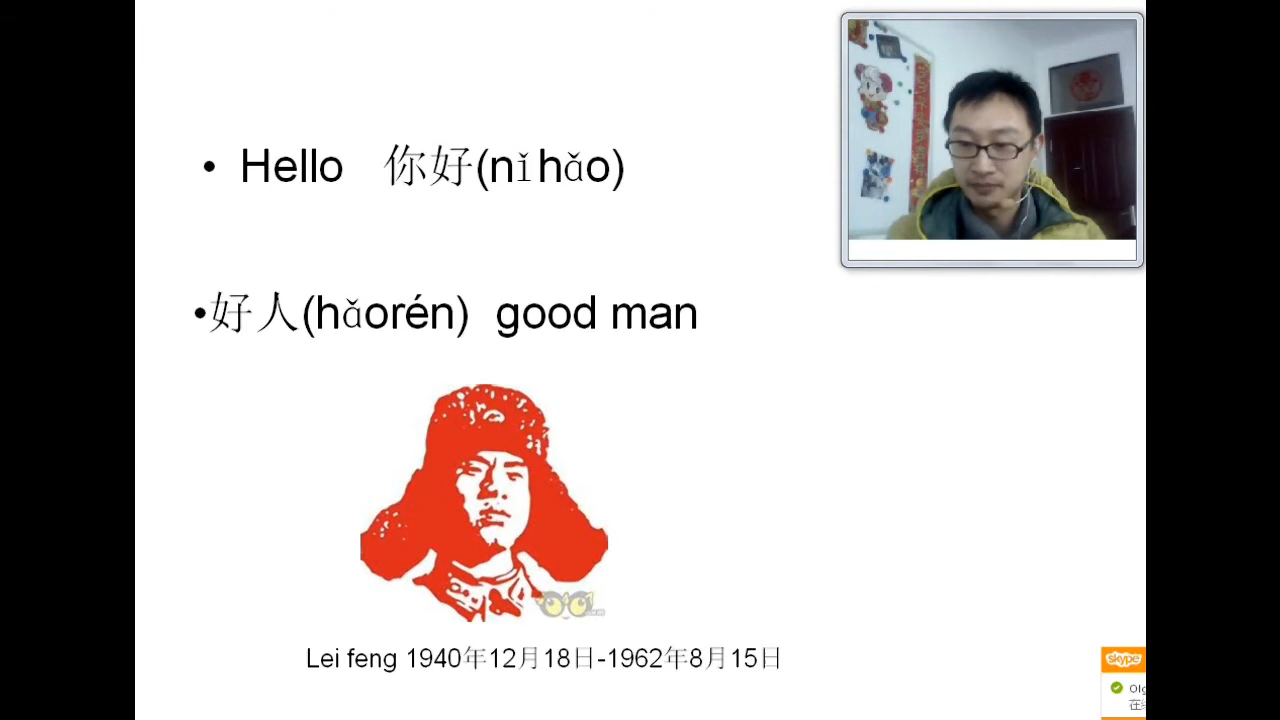 • Hello 你好(nǐhǎo)
•好人(hǎorén) good man
Lei feng 1940年12月18日-1962年8月15日
skype